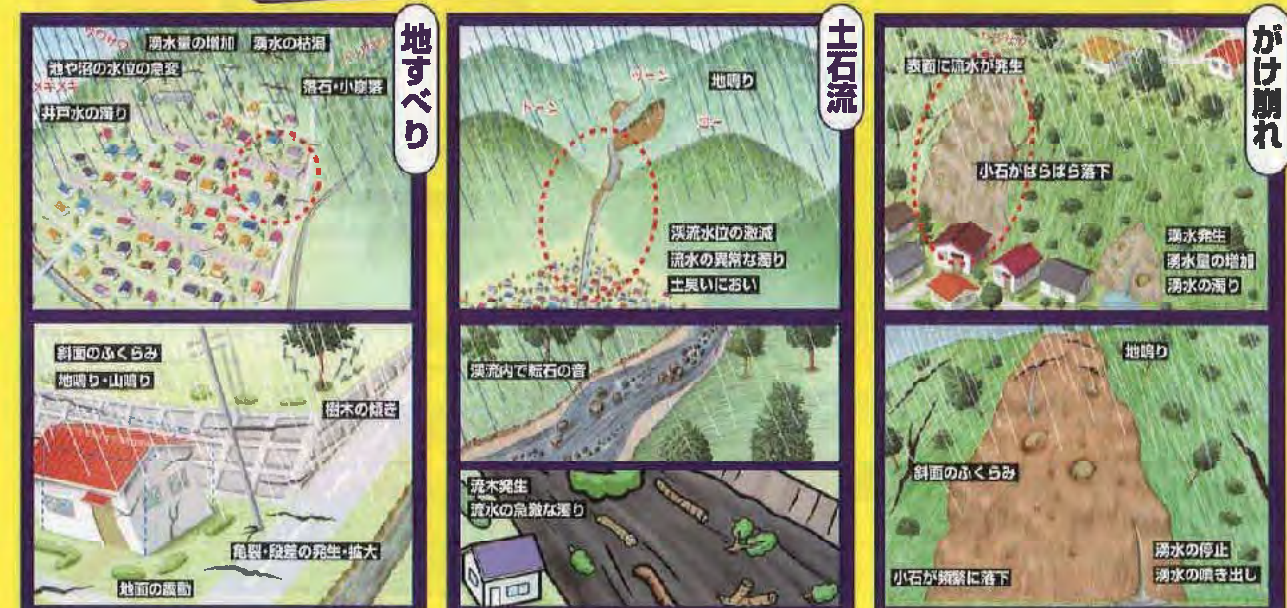 地すべり
湧水量の増加
湧水の枯渇
池や沼の水位の急変
落石・小崩落
井戸水の濁り
メキメキ
斜面のふくらみ
地鳴り・山鳴り
樹木の傾き
亀裂・段差の発生・拡大
地面の震動
土石流
地鳴り
渓流水位の激減
流水の異常な濁り
土臭いにおい
渓流内で転石の音
流木発生
流水の急激な濁り
がけ崩れ
表面に流水が発生
小石がぱらぱら落下
湧水発生
湧水量の増加
湧水の濁り
地鳴り
斜面のふくらみ
小石が頻繁に落下
湧水の停止
湧水の噴き出し